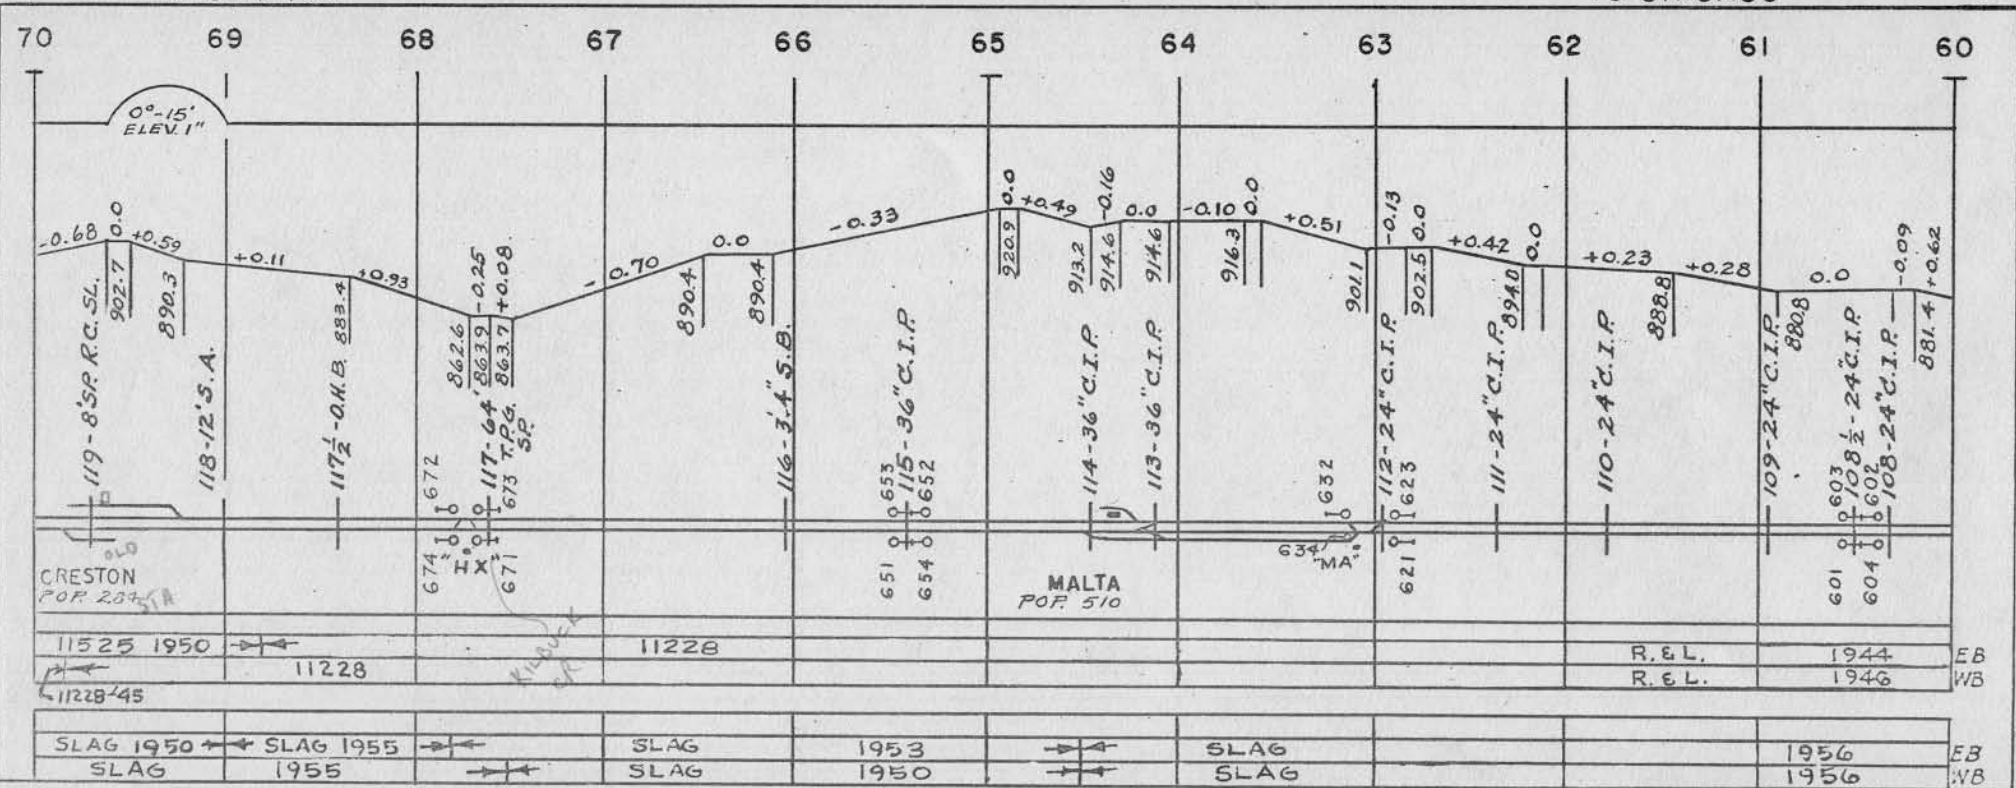 70 69 68 67 66 65 64 63 62 61 60
0°-15'
ELEV. 1"
-0.68 0.0 +0.59 +0.11 +0.93 -0.25 +0.08 -0.70 0.0 -0.33 0.0 +0.49 -0.16 0.0 -0.10 0.0 +0.51 -0.13 0.0 +0.42 0.0 +0.23 +0.28 0.0 -0.09 +0.62
902.7 890.3 883.4 862.6 863.9 863.7 890.4 890.4 920.9 913.2 914.6 914.6 916.3 901.1 902.5 894.0 888.8 880.8 881.4
119-8'SP. R.C. SL.
118-12' S.A.
117½-O.H.B.
117-64' T.P.G.
SP.
116-3'.4" S.B.
115-36" C.I.P.
114-36" C.I.P.
113-36" C.I.P.
112-24" C.I.P.
111-24" C.I.P.
110-24" C.I.P.
109-24" C.I.P.
108½-24" C.I.P.
108-24" C.I.P.
672 673 653 652 632 623 603 602
674 "HX" 671 651 654 634 "MA" 621 601 604
OLD
STA
CRESTON
POP. 284
MALTA
POP. 510
KILBUCK
CR
11525 1950 11228 R. & L. 1944 EB
11228 R. & L. 1946 WB
11228-45
SLAG 1950 SLAG 1955 SLAG 1953 SLAG 1956 EB
SLAG 1955 SLAG 1950 SLAG 1956 WB